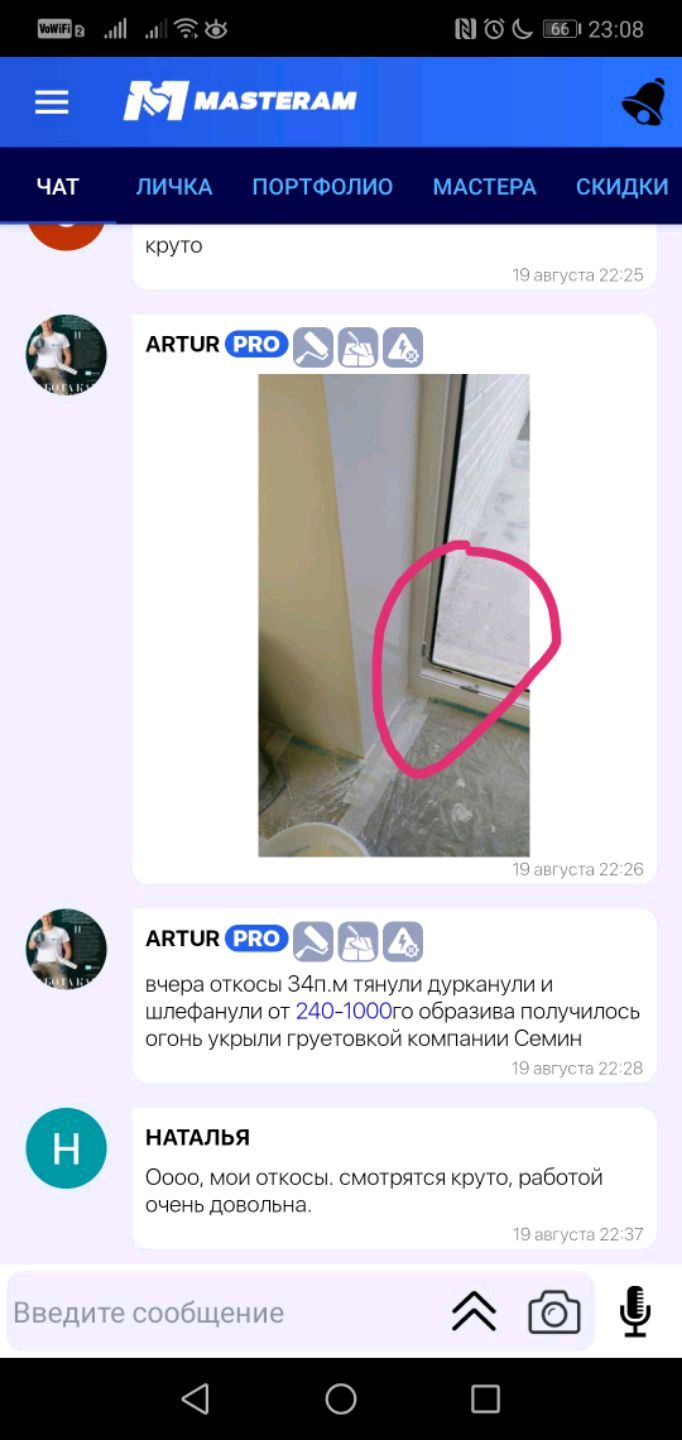 VoWiFi 2
66 23:08
MASTERAM
ЧАТ ЛИЧКА ПОРТФОЛИО МАСТЕРА СКИДКИ
круто
19 августа 22:25
ARTUR PRO
19 августа 22:26
ARTUR PRO
вчера откосы 34п.м тянули дурканули и
шлефанули от 240-1000го образива получилось
огонь укрыли груетовкой компании Семин
19 августа 22:28
Н
НАТАЛЬЯ
Оооо, мои откосы. смотрятся круто, работой
очень довольна.
19 августа 22:37
Введите сообщение